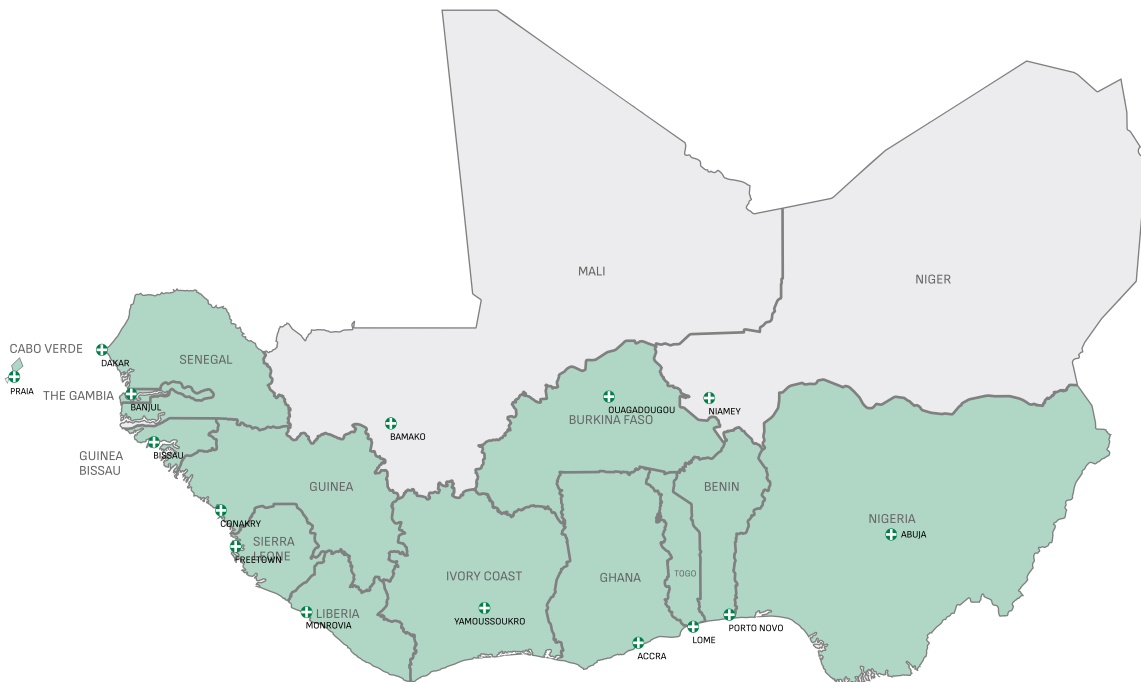 MALI
NIGER
CABO VERDE
DAKAR
SENEGAL
PRAIA
THE GAMBIA
BANJUL
OUAGADOUGOU
BURKINA FASO
NIAMEY
BAMAKO
GUINEA
BISSAU
BISSAU
GUINEA
BENIN
CONAKRY
NIGERIA
ABUJA
SIERRA
LEONE
FREETOWN
IVORY COAST
GHANA
TOGO
LIBERIA
MONROVIA
YAMOUSSOUKRO
PORTO NOVO
LOME
ACCRA